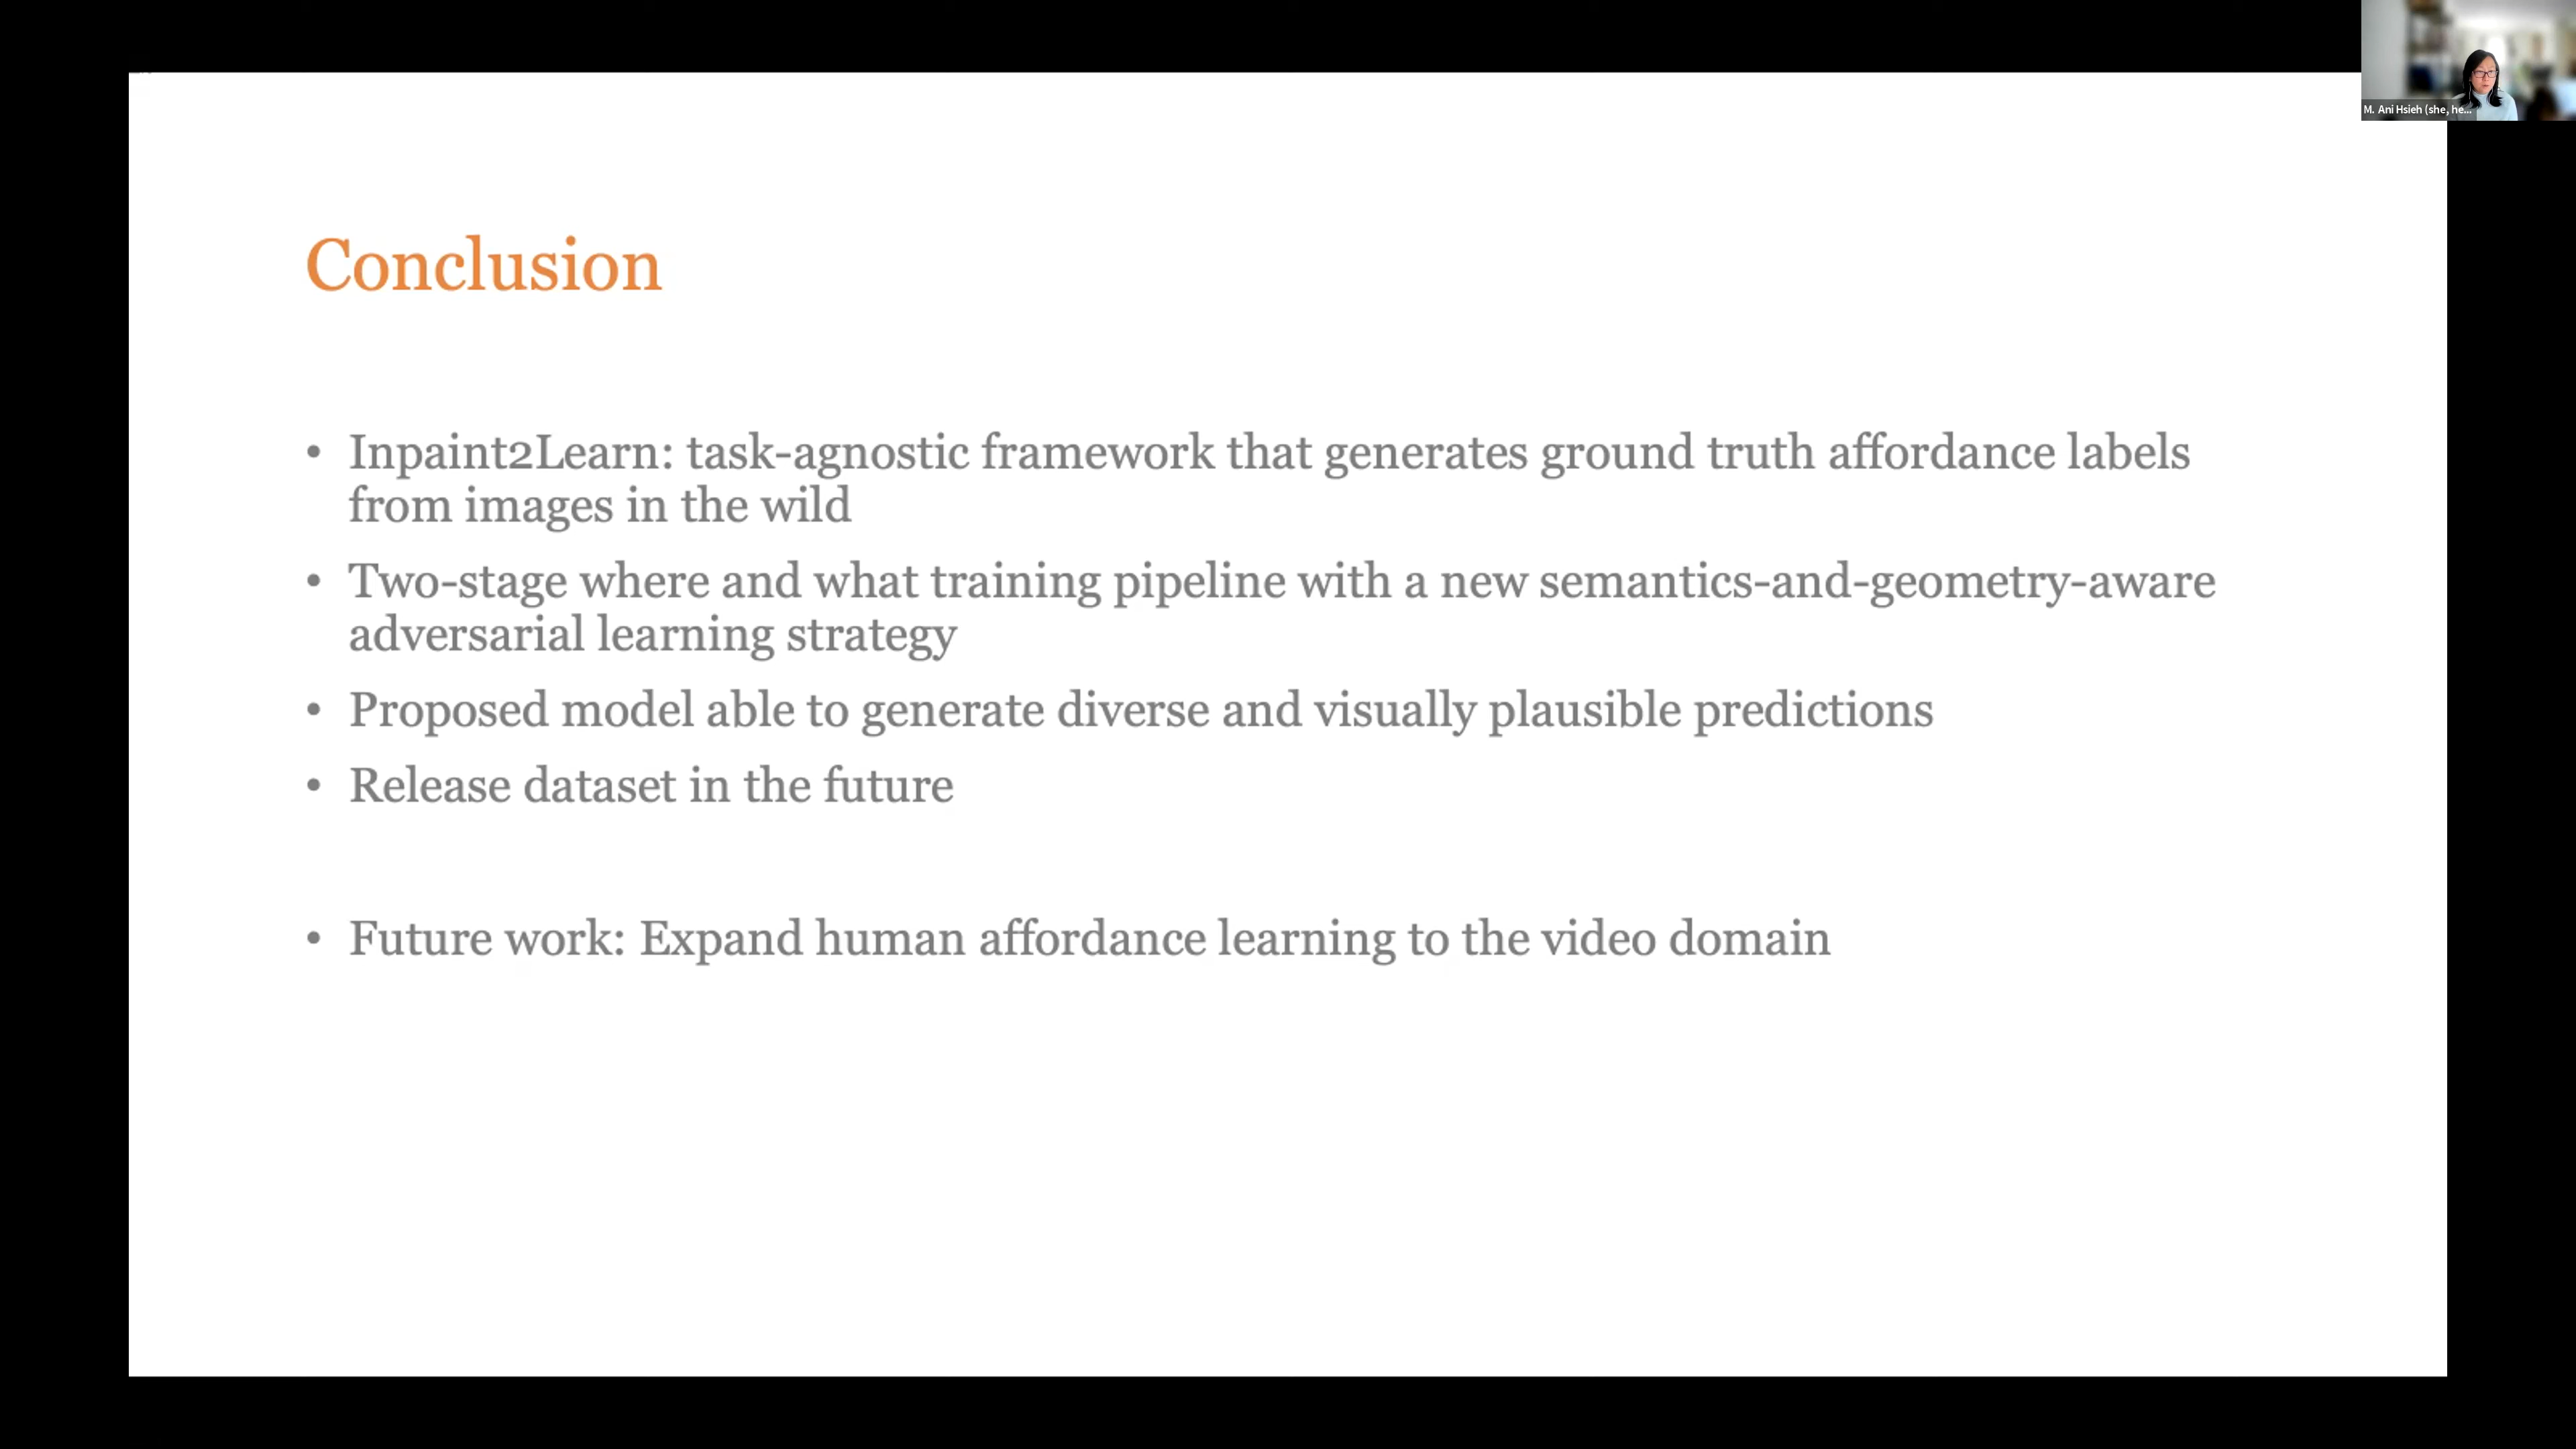 M. Ani Hsieh (she, he...
Conclusion
• Inpaint2Learn: task-agnostic framework that generates ground truth affordance labels
from images in the wild
• Two-stage where and what training pipeline with a new semantics-and-geometry-aware
adversarial learning strategy
• Proposed model able to generate diverse and visually plausible predictions
• Release dataset in the future
• Future work: Expand human affordance learning to the video domain